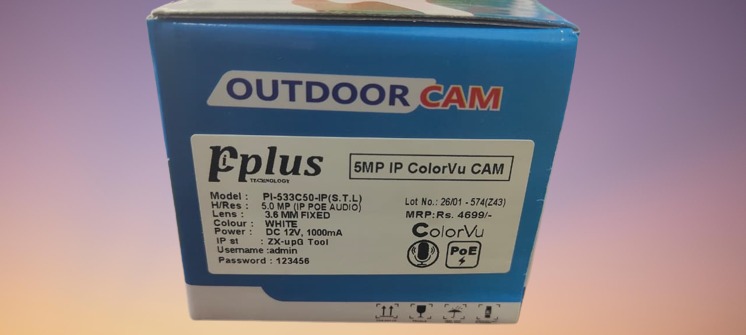 OUTDOOR CAM
Pi plus
TECHNOLOGY
5MP IP ColorVu CAM
Model : PI-533C50-IP(S.T.L)
H/Res : 5.0 MP (IP POE AUDIO)
Lens : 3.6 MM FIXED
Colour : WHITE
Power : DC 12V, 1000mA
IP st : ZX-upG Tool
Username :admin
Password : 123456
Lot No.: 26/01 - 574(Z43)
MRP:Rs. 4699/-
ColorVu
PoE